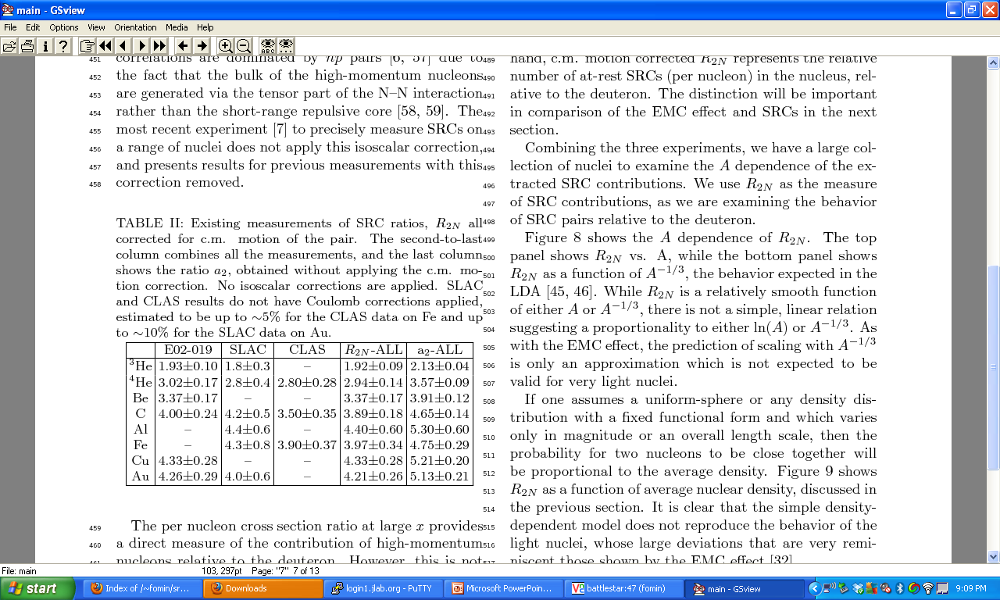 main - GSview
File Edit Options View Orientation Media Help
451 correlations are dominated by np pairs [6, 57] due to
452 the fact that the bulk of the high-momentum nucleons
453 are generated via the tensor part of the N–N interaction
454 rather than the short-range repulsive core [58, 59]. The
455 most recent experiment [7] to precisely measure SRCs on
456 a range of nuclei does not apply this isoscalar correction,
457 and presents results for previous measurements with this
458 correction removed.
TABLE II: Existing measurements of SRC ratios, R2N all
corrected for c.m. motion of the pair. The second-to-last
column combines all the measurements, and the last column
shows the ratio a2, obtained without applying the c.m. mo-
tion correction. No isoscalar corrections are applied. SLAC
and CLAS results do not have Coulomb corrections applied,
estimated to be up to ∼5% for the CLAS data on Fe and up
to ∼10% for the SLAC data on Au.
E02-019 SLAC CLAS R2N-ALL a2-ALL
3He 1.93±0.10 1.8±0.3 – 1.92±0.09 2.13±0.04
4He 3.02±0.17 2.8±0.4 2.80±0.28 2.94±0.14 3.57±0.09
Be 3.37±0.17 – – 3.37±0.17 3.91±0.12
C 4.00±0.24 4.2±0.5 3.50±0.35 3.89±0.18 4.65±0.14
Al – 4.4±0.6 – 4.40±0.60 5.30±0.60
Fe – 4.3±0.8 3.90±0.37 3.97±0.34 4.75±0.29
Cu 4.33±0.28 – – 4.33±0.28 5.21±0.20
Au 4.26±0.29 4.0±0.6 – 4.21±0.26 5.13±0.21
459 The per nucleon cross section ratio at large x provides
460 a direct measure of the contribution of high-momentum
461 nucleons relative to the deuteron. However, this is not
489 hand, c.m. motion corrected R2N represents the relative
490 number of at-rest SRCs (per nucleon) in the nucleus, rel-
491 ative to the deuteron. The distinction will be important
492 in comparison of the EMC effect and SRCs in the next
493 section.
494 Combining the three experiments, we have a large col-
495 lection of nuclei to examine the A dependence of the ex-
496 tracted SRC contributions. We use R2N as the measure
497 of SRC contributions, as we are examining the behavior
498 of SRC pairs relative to the deuteron.
499 Figure 8 shows the A dependence of R2N. The top
500 panel shows R2N vs. A, while the bottom panel shows
501 R2N as a function of A−1/3, the behavior expected in the
502 LDA [45, 46]. While R2N is a relatively smooth function
503 of either A or A−1/3, there is not a simple, linear relation
504 suggesting a proportionality to either ln(A) or A−1/3. As
505 with the EMC effect, the prediction of scaling with A−1/3
506 is only an approximation which is not expected to be
507 valid for very light nuclei.
508 If one assumes a uniform-sphere or any density dis-
509 tribution with a fixed functional form and which varies
510 only in magnitude or an overall length scale, then the
511 probability for two nucleons to be close together will
512 be proportional to the average density. Figure 9 shows
513 R2N as a function of average nuclear density, discussed in
514 the previous section. It is clear that the simple density-
515 dependent model does not reproduce the behavior of the
516 light nuclei, whose large deviations that are very remi-
517 niscent those shown by the EMC effect [32]
File: main 103, 297pt Page: "7" 7 of 13
start Index of /~fomin/sr... Downloads login1.jlab.org - PuTTY Microsoft PowerPoin... battlestar:47 (fomin) main - GSview 9:09 PM